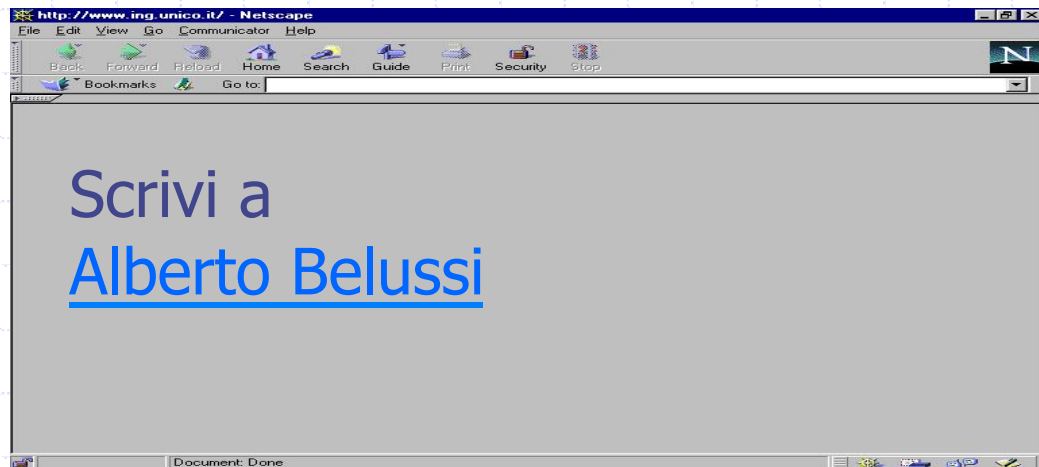 http://www.ing.unico.it/ - Netscape
File Edit View Go Communicator Help
Back Forward Reload Home Search Guide Print Security Stop
N
Bookmarks Go to:
Scrivi a
Alberto Belussi
Document: Done